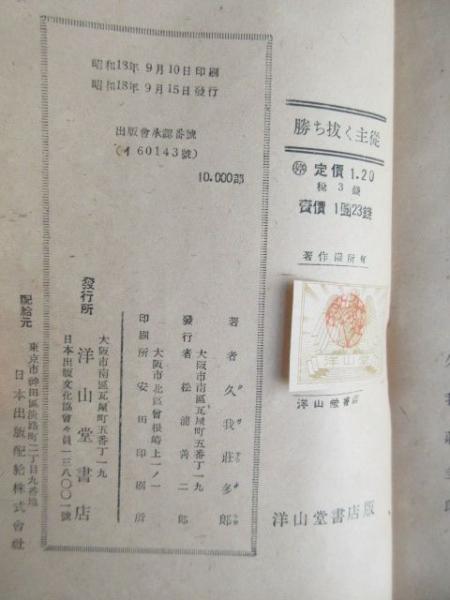 勝ち拔く主從
㊞ 定價 1.20
稅 3 錢
賣價 1圓23錢
著作權所有
洋山堂
洋山堂書店
洋山堂書店版
昭和18年 9月10日印刷
昭和18年 9月15日發行
出版會承認番號
(イ 60143號)
10.000部
著者 久我莊多郎
大阪市南區瓦屋町五番丁一九
發行者 松浦善二郎
大阪市北區曾根崎上一ノ一
印刷所 安田印刷所
大阪市南區瓦屋町五番丁一九
發行所 洋山堂書店
日本出版文化協會會員一三八〇〇一號
配給元 東京市神田區淡路町二丁目九番地
日本出版配給株式會社